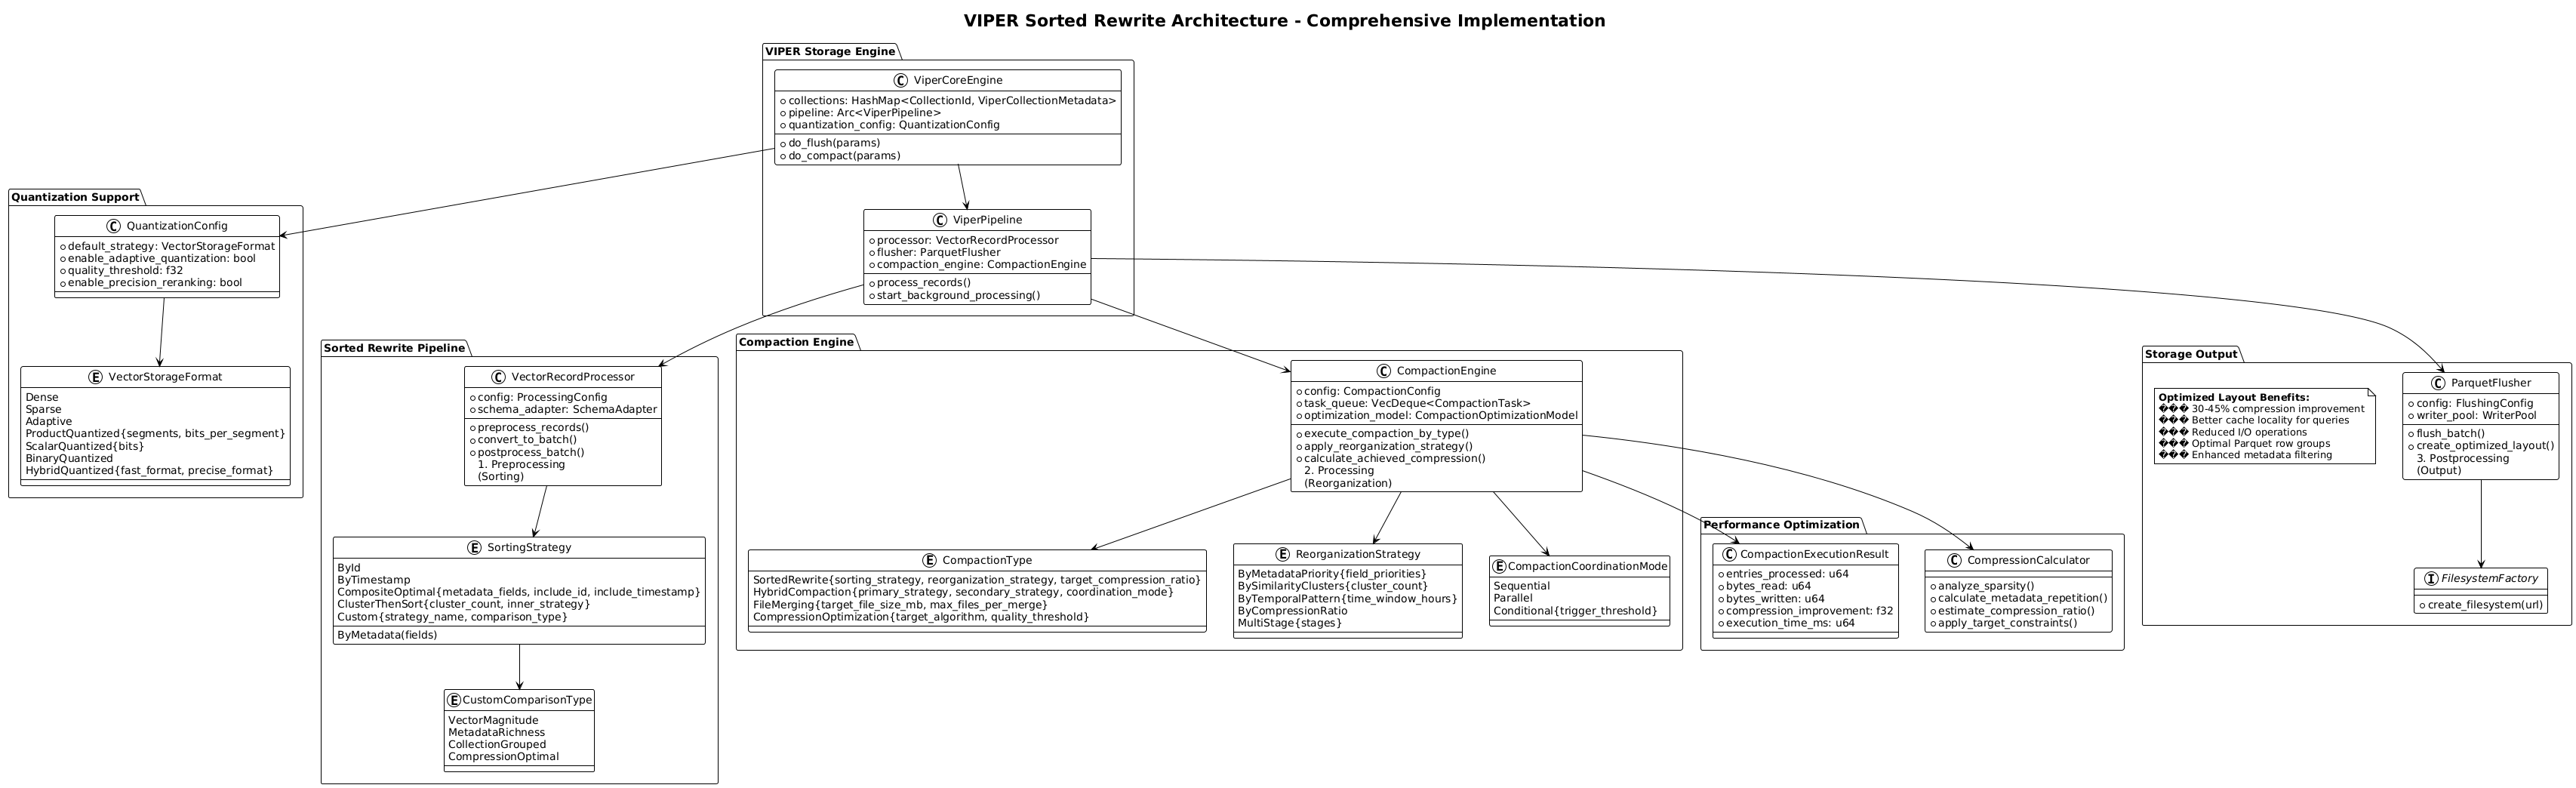 VIPER Sorted Rewrite Architecture - Comprehensive Implementation
VIPER Storage Engine
C ViperCoreEngine
collections: HashMap<CollectionId, ViperCollectionMetadata>
pipeline: Arc<ViperPipeline>
quantization_config: QuantizationConfig
do_flush(params)
do_compact(params)
C ViperPipeline
processor: VectorRecordProcessor
flusher: ParquetFlusher
compaction_engine: CompactionEngine
process_records()
start_background_processing()
Quantization Support
C QuantizationConfig
default_strategy: VectorStorageFormat
enable_adaptive_quantization: bool
quality_threshold: f32
enable_precision_reranking: bool
E VectorStorageFormat
Dense
Sparse
Adaptive
ProductQuantized{segments, bits_per_segment}
ScalarQuantized{bits}
BinaryQuantized
HybridQuantized{fast_format, precise_format}
Sorted Rewrite Pipeline
C VectorRecordProcessor
config: ProcessingConfig
schema_adapter: SchemaAdapter
preprocess_records()
convert_to_batch()
postprocess_batch()
1. Preprocessing
(Sorting)
E SortingStrategy
ById
ByTimestamp
CompositeOptimal{metadata_fields, include_id, include_timestamp}
ClusterThenSort{cluster_count, inner_strategy}
Custom{strategy_name, comparison_type}
ByMetadata(fields)
E CustomComparisonType
VectorMagnitude
MetadataRichness
CollectionGrouped
CompressionOptimal
Compaction Engine
C CompactionEngine
config: CompactionConfig
task_queue: VecDeque<CompactionTask>
optimization_model: CompactionOptimizationModel
execute_compaction_by_type()
apply_reorganization_strategy()
calculate_achieved_compression()
2. Processing
(Reorganization)
E CompactionType
SortedRewrite{sorting_strategy, reorganization_strategy, target_compression_ratio}
HybridCompaction{primary_strategy, secondary_strategy, coordination_mode}
FileMerging{target_file_size_mb, max_files_per_merge}
CompressionOptimization{target_algorithm, quality_threshold}
E ReorganizationStrategy
ByMetadataPriority{field_priorities}
BySimilarityClusters{cluster_count}
ByTemporalPattern{time_window_hours}
ByCompressionRatio
MultiStage{stages}
E CompactionCoordinationMode
Sequential
Parallel
Conditional{trigger_threshold}
Performance Optimization
C CompactionExecutionResult
entries_processed: u64
bytes_read: u64
bytes_written: u64
compression_improvement: f32
execution_time_ms: u64
C CompressionCalculator
analyze_sparsity()
calculate_metadata_repetition()
estimate_compression_ratio()
apply_target_constraints()
Storage Output
Optimized Layout Benefits:
��� 30-45% compression improvement
��� Better cache locality for queries
��� Reduced I/O operations
��� Optimal Parquet row groups
��� Enhanced metadata filtering
C ParquetFlusher
config: FlushingConfig
writer_pool: WriterPool
flush_batch()
create_optimized_layout()
3. Postprocessing
(Output)
I FilesystemFactory
create_filesystem(url)